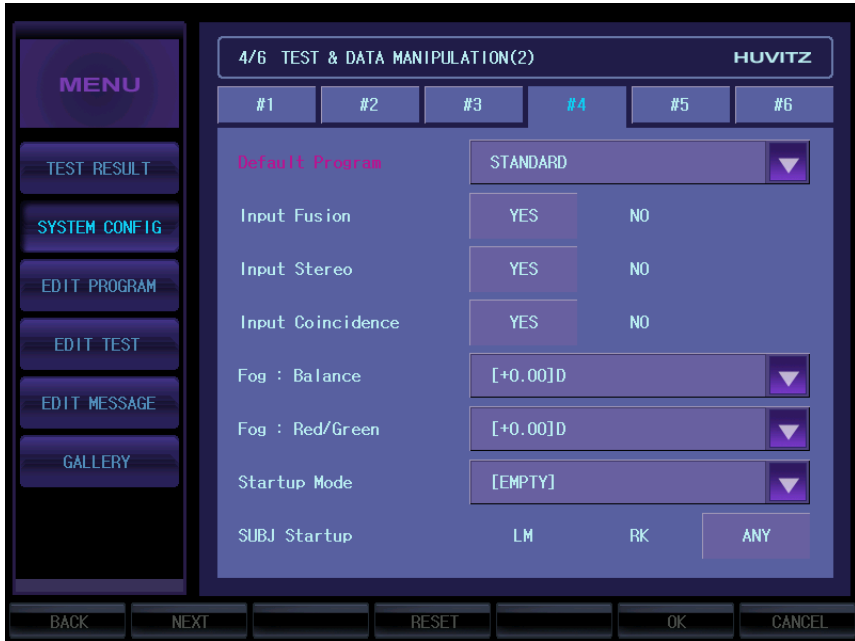 MENU
TEST RESULT
SYSTEM CONFIG
EDIT PROGRAM
EDIT TEST
EDIT MESSAGE
GALLERY
4/6 TEST & DATA MANIPULATION(2) HUVITZ
#1 #2 #3 #4 #5 #6
Default Program STANDARD
Input Fusion YES NO
Input Stereo YES NO
Input Coincidence YES NO
Fog : Balance [+0.00]D
Fog : Red/Green [+0.00]D
Startup Mode [EMPTY]
SUBJ Startup LM RK ANY
BACK NEXT RESET OK CANCEL